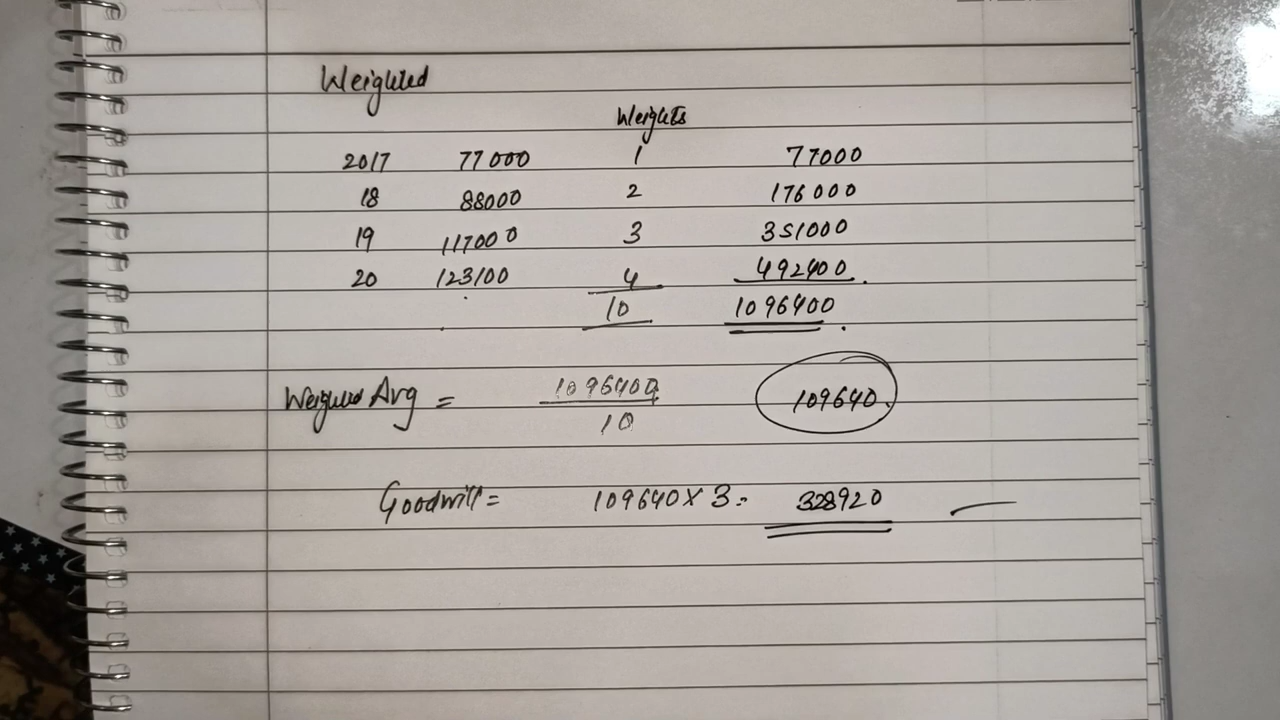 Weighted
Weights
2017 77000 1 77000
18 88000 2 176000
19 117000 3 351000
20 123100 4 492400
10 1096400
Weighted Avg = 1096400 109640
10
Goodwill = 109640 x 3 = 328920